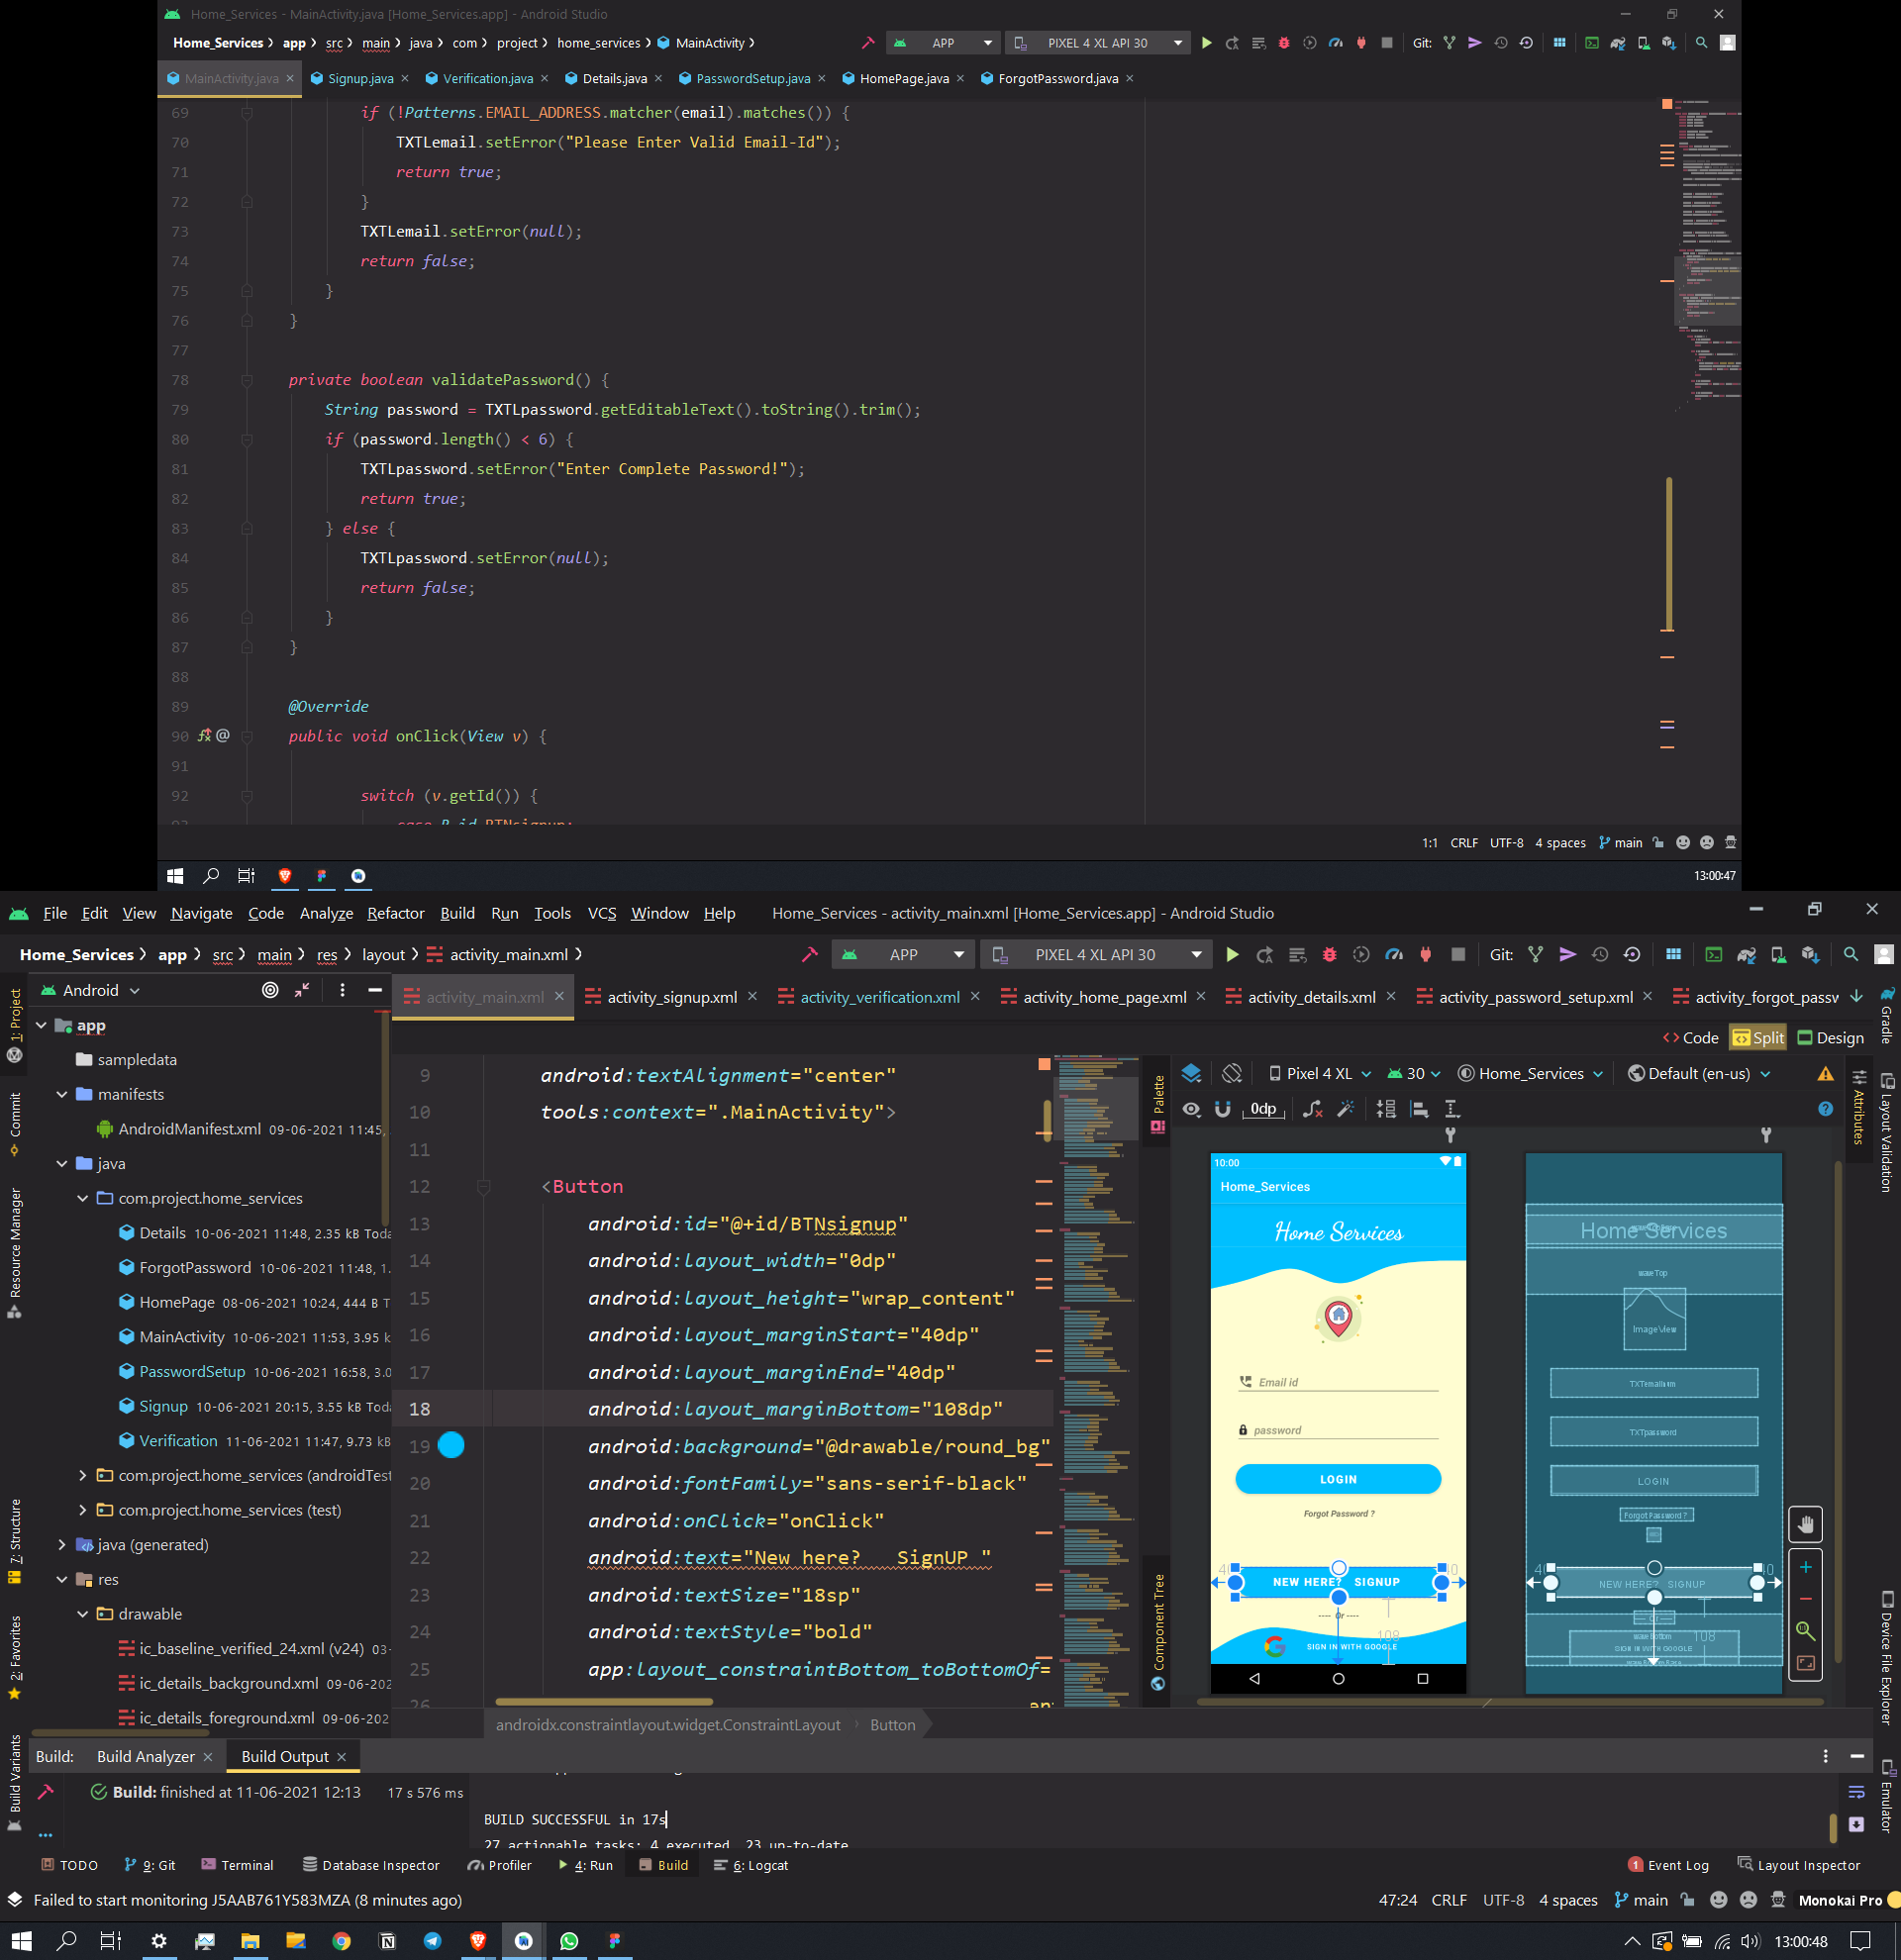 Home_Services - MainActivity.java [Home_Services.app] - Android Studio
Home_Services app src main java com project home_services MainActivity APP PIXEL 4 XL API 30 Git:
MainActivity.java Signup.java Verification.java Details.java PasswordSetup.java HomePage.java ForgotPassword.java
69 if (!Patterns.EMAIL_ADDRESS.matcher(email).matches()) {
70 TXTLemail.setError("Please Enter Valid Email-Id");
71 return true;
72 }
73 TXTLemail.setError(null);
74 return false;
75 }
76 }
77
78 private boolean validatePassword() {
79 String password = TXTLpassword.getEditableText().toString().trim();
80 if (password.length() < 6) {
81 TXTLpassword.setError("Enter Complete Password!");
82 return true;
83 } else {
84 TXTLpassword.setError(null);
85 return false;
86 }
87 }
88
89 @Override
90 public void onClick(View v) {
91
92 switch (v.getId()) {
1:1 CRLF UTF-8 4 spaces main
13:00:47
File Edit View Navigate Code Analyze Refactor Build Run Tools VCS Window Help Home_Services - activity_main.xml [Home_Services.app] - Android Studio
Home_Services app src main res layout activity_main.xml APP PIXEL 4 XL API 30 Git:
Android
activity_main.xml activity_signup.xml activity_verification.xml activity_home_page.xml activity_details.xml activity_password_setup.xml activity_forgot_passw
Code Split Design
1: Project
Commit
Resource Manager
7: Structure
2: Favorites
Build Variants
app
sampledata
manifests
AndroidManifest.xml 09-06-2021 11:45,
java
com.project.home_services
Details 10-06-2021 11:48, 2.35 kB Toda
ForgotPassword 10-06-2021 11:48, 1.
HomePage 08-06-2021 10:24, 444 B T
MainActivity 10-06-2021 11:53, 3.95 k
PasswordSetup 10-06-2021 16:58, 3.0
Signup 10-06-2021 20:15, 3.55 kB Toda
Verification 11-06-2021 11:47, 9.73 kB
com.project.home_services (androidTest
com.project.home_services (test)
java (generated)
res
drawable
ic_baseline_verified_24.xml (v24) 03-
ic_details_background.xml 09-06-202
ic_details_foreground.xml 09-06-202
9 android:textAlignment="center"
10 tools:context=".MainActivity">
11
12 <Button
13 android:id="@+id/BTNsignup"
14 android:layout_width="0dp"
15 android:layout_height="wrap_content"
16 android:layout_marginStart="40dp"
17 android:layout_marginEnd="40dp"
18 android:layout_marginBottom="108dp"
19 android:background="@drawable/round_bg"
20 android:fontFamily="sans-serif-black"
21 android:onClick="onClick"
22 android:text="New here?   SignUP "
23 android:textSize="18sp"
24 android:textStyle="bold"
25 app:layout_constraintBottom_toBottomOf=
26
androidx.constraintlayout.widget.ConstraintLayout Button
Palette
Component Tree
Pixel 4 XL 30 Home_Services Default (en-us)
0dp
10:00
Home_Services
Home Services
Email id
password
LOGIN
Forgot Password ?
NEW HERE? SIGNUP
---- Or ----
108
SIGN IN WITH GOOGLE
Home Services
waveTop
ImageView
TXTemailnum
TXTpassword
LOGIN
Forgot Password ?
NEW HERE? SIGNUP
108
SIGN IN WITH GOOGLE
Gradle
Layout Validation
Attributes
Device File Explorer
Emulator
Build: Build Analyzer Build Output
Build: finished at 11-06-2021 12:13 17 s 576 ms
BUILD SUCCESSFUL in 17s
27 actionable tasks: 4 executed, 23 up-to-date
TODO 9: Git Terminal Database Inspector Profiler 4: Run Build 6: Logcat 1 Event Log Layout Inspector
Failed to start monitoring J5AAB761Y583MZA (8 minutes ago) 47:24 CRLF UTF-8 4 spaces main Monokai Pro
13:00:48